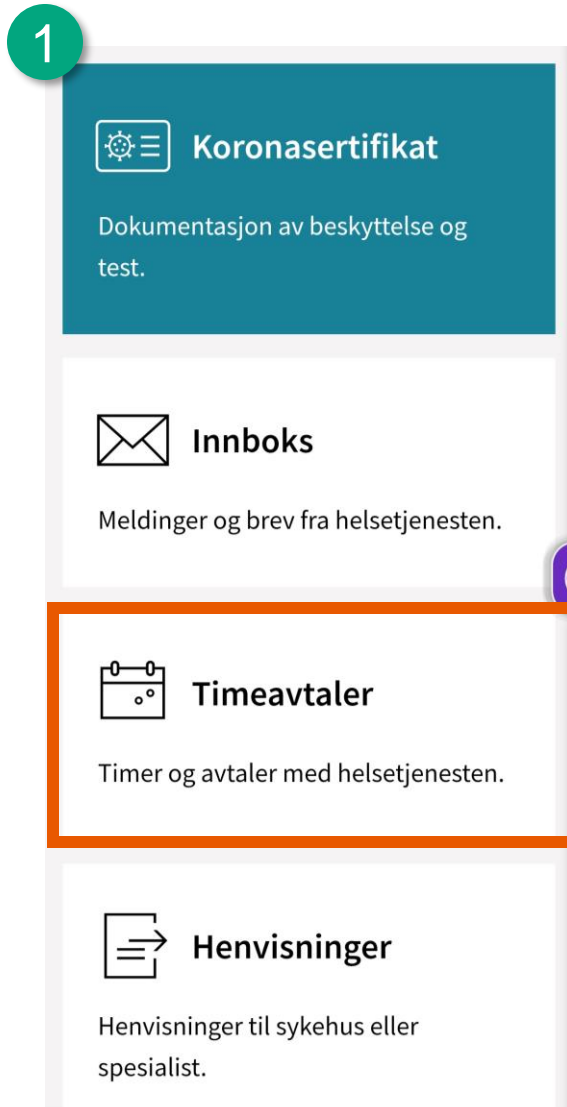 1
Koronasertifikat
Dokumentasjon av beskyttelse og
test.
Innboks
Meldinger og brev fra helsetjenesten.
Timeavtaler
Timer og avtaler med helsetjenesten.
Henvisninger
Henvisninger til sykehus eller
spesialist.